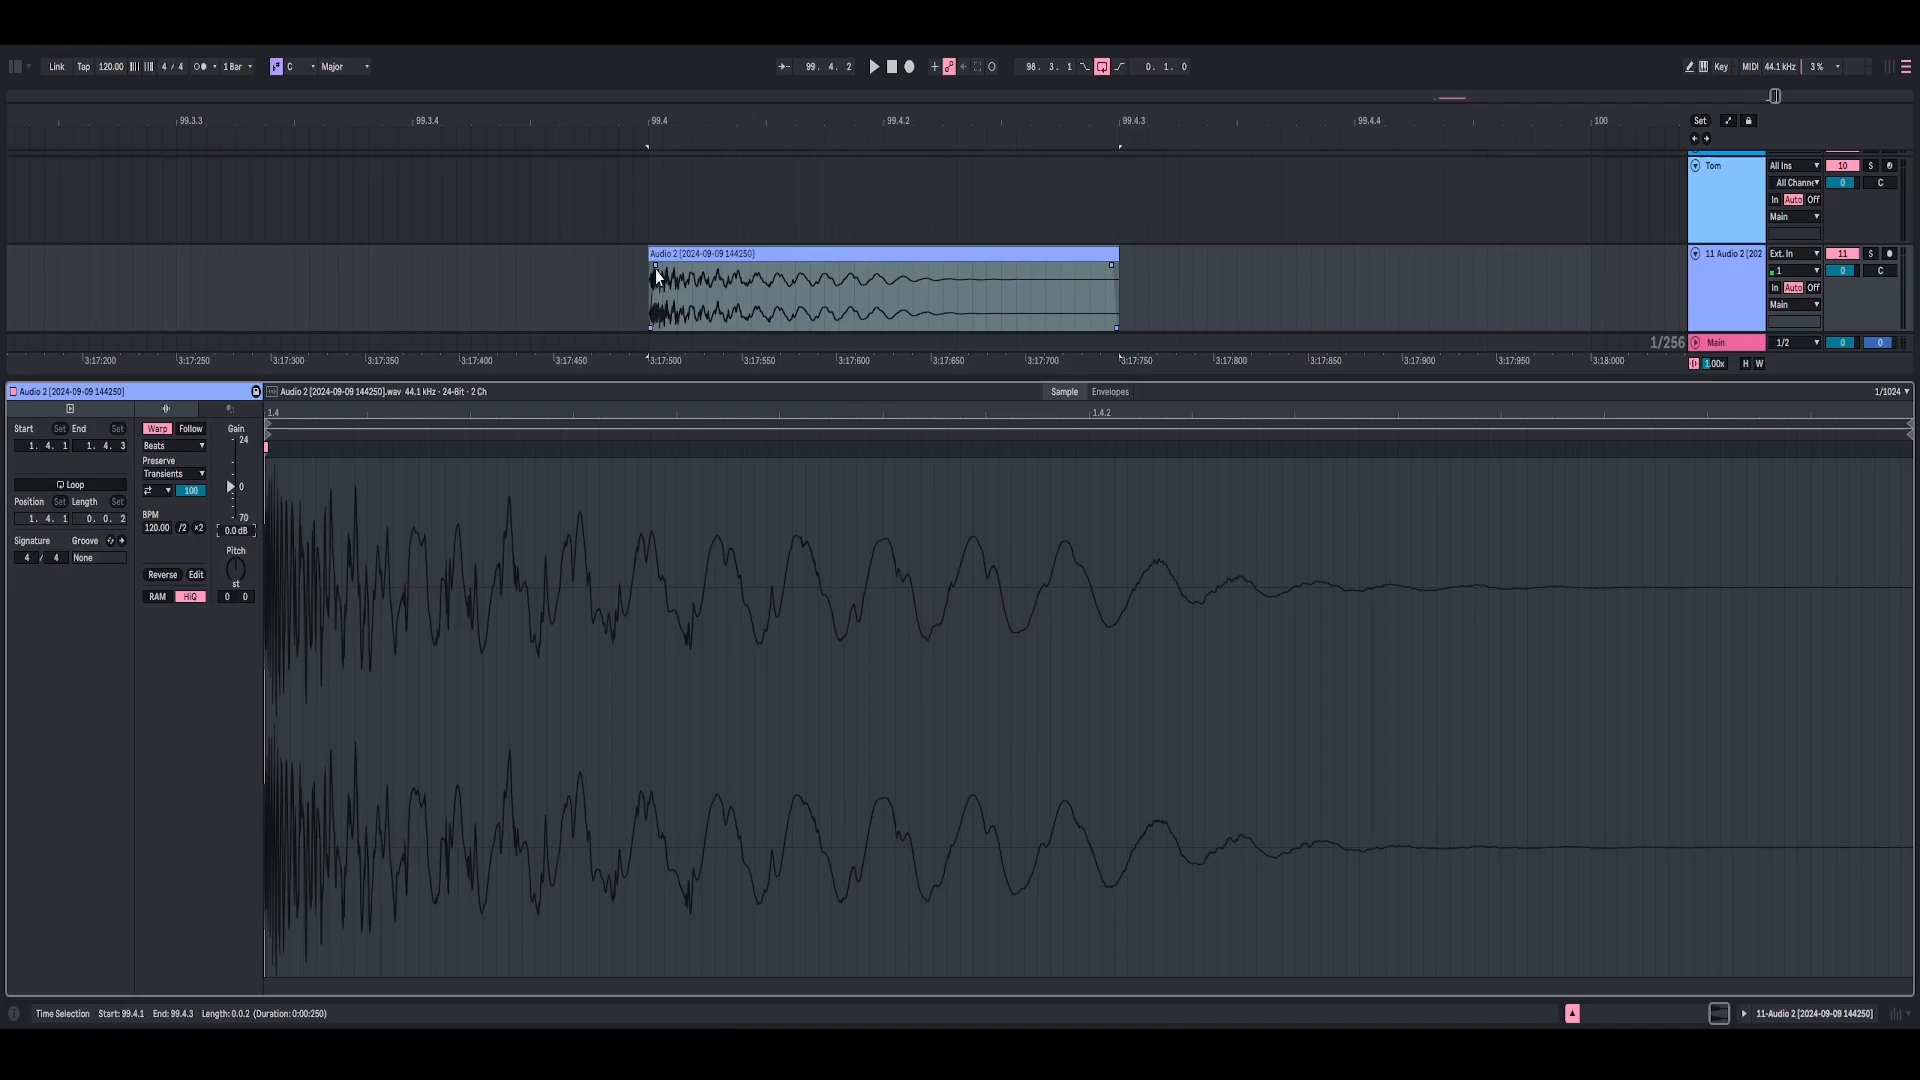 Link Tap 120.00 4 / 4 1 Bar C Major 99. 4. 2 98. 3. 1 0. 1. 0 Key MIDI 44.1 kHz 3 %
99.3.3 99.3.4 99.4 99.4.2 99.4.3 99.4.4 100 Set
Tom All Ins 10 S
All Channe 0 C
In Auto Off
Main
Audio 2 [2024-09-09 144250]
11 Audio 2 [202 Ext. In 11 S
1 0 C
In Auto Off
Main
1/256 Main 1/2 0 0
3:17:200 3:17:250 3:17:300 3:17:350 3:17:400 3:17:450 3:17:500 3:17:550 3:17:600 3:17:650 3:17:700 3:17:750 3:17:800 3:17:850 3:17:900 3:17:950 3:18:000 1.00x H W
Audio 2 [2024-09-09 144250] Audio 2 [2024-09-09 144250].wav 44.1 kHz · 24-Bit · 2 Ch Sample Envelopes 1/1024
1.4 1.4.2
Start Set End Set Warp Follow Gain
1. 4. 1 1. 4. 3 Beats 24
Preserve
Transients
Loop 100 0
Position Set Length Set
1. 4. 1 0. 0. 2 BPM 70
120.00 /2 ×2 0.0 dB
Signature Groove
4 / 4 None Pitch
Reverse Edit st
RAM HiQ 0 0
Time Selection Start: 99.4.1 End: 99.4.3 Length: 0.0.2 (Duration: 0:00:250) 11-Audio 2 [2024-09-09 144250]